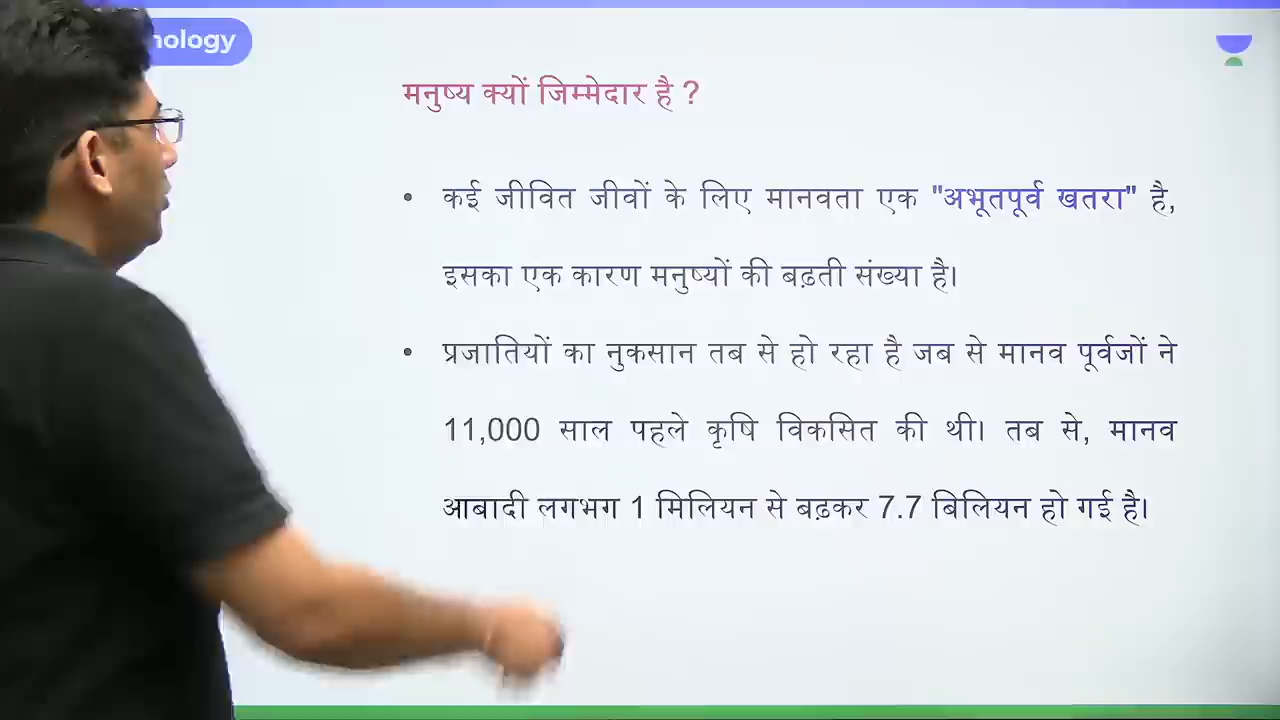 मनुष्य क्यों जिम्मेदार है ?
• कई जीवित जीवों के लिए मानवता एक "अभूतपूर्व खतरा" है,
इसका एक कारण मनुष्यों की बढ़ती संख्या है।
• प्रजातियों का नुकसान तब से हो रहा है जब से मानव पूर्वजों ने
11,000 साल पहले कृषि विकसित की थी। तब से, मानव
आबादी लगभग 1 मिलियन से बढ़कर 7.7 बिलियन हो गई है।